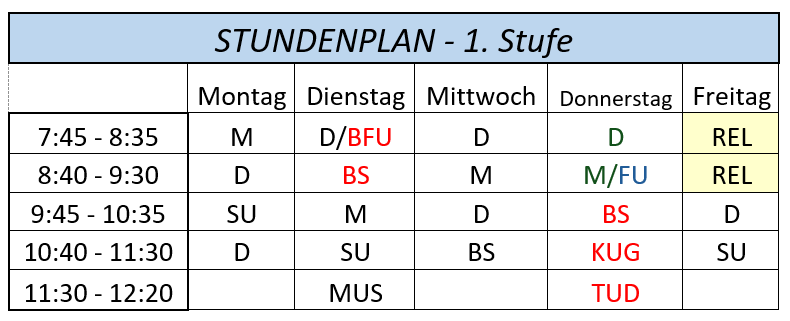 STUNDENPLAN - 1. Stufe
Montag Dienstag Mittwoch Donnerstag Freitag
7:45 - 8:35 M D/BFU D D REL
8:40 - 9:30 D BS M M/FU REL
9:45 - 10:35 SU M D BS D
10:40 - 11:30 D SU BS KUG SU
11:30 - 12:20 MUS TUD